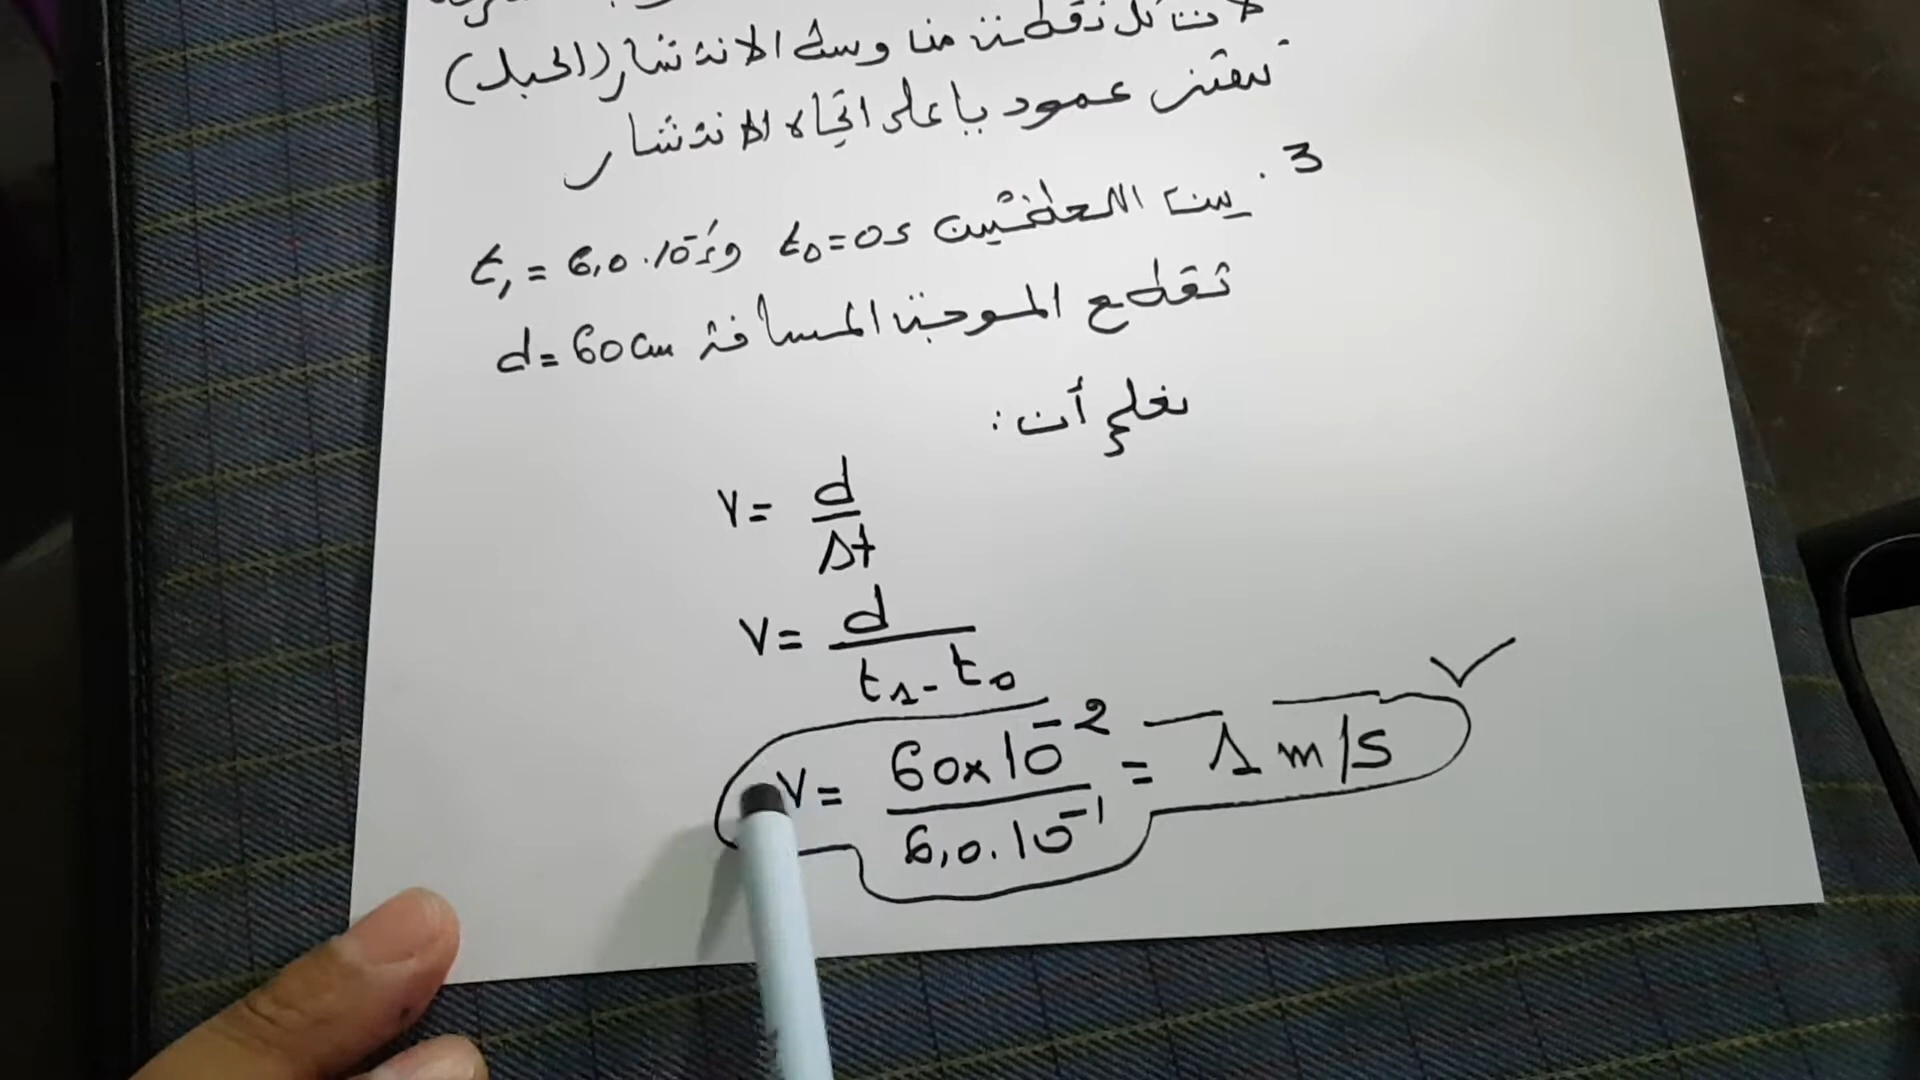 لأن كل نقطة من وسط الانتشار (الحبل)
تهتز عموديا على اتجاه الانتشار
3. بين اللحظتين t₀=0s و t₁ = 6,0.10⁻¹s
تقطع الموجة المسافة d=60cm
نعلم أن:
V = d/Δt
V = d/(t₁ - t₀)
V = (60×10⁻²)/(6,0.10⁻¹) = 1 m/s